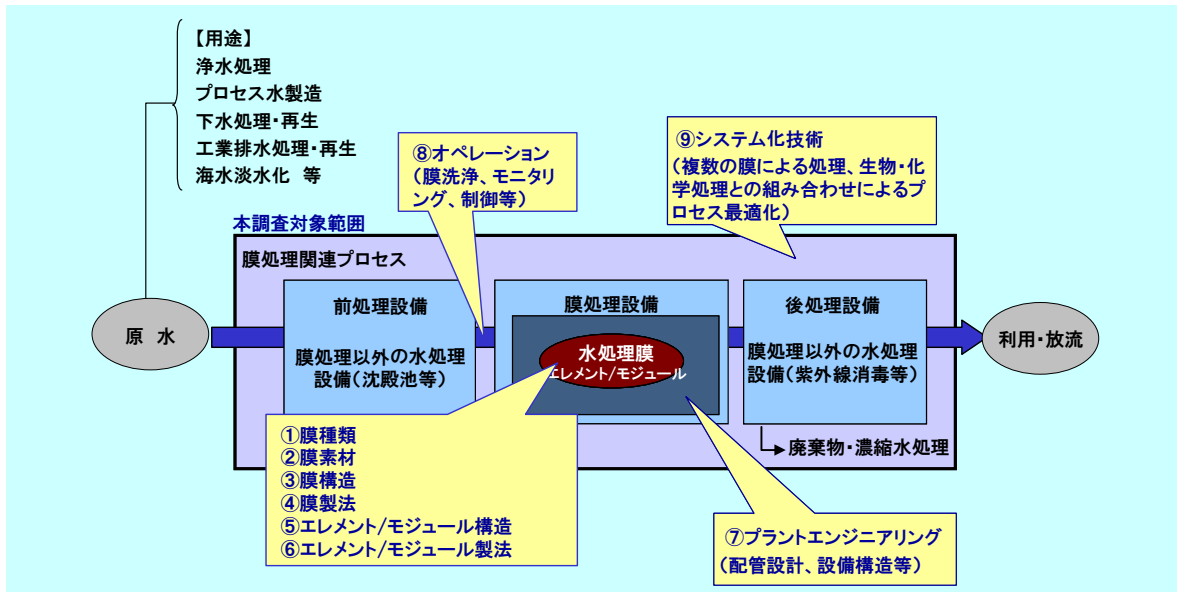 【用途】
浄水処理
プロセス水製造
下水処理・再生
工業排水処理・再生
海水淡水化 等
⑧オペレーション
(膜洗浄、モニタリ
ング、制御等)
⑨システム化技術
(複数の膜による処理、生物・化
学処理との組み合わせによるプ
ロセス最適化)
本調査対象範囲
膜処理関連プロセス
原 水
前処理設備
膜処理以外の水処理
設備(沈殿池等)
膜処理設備
水処理膜
エレメント/モジュール
後処理設備
膜処理以外の水処理
設備(紫外線消毒等)
利用・放流
廃棄物・濃縮水処理
①膜種類
②膜素材
③膜構造
④膜製法
⑤エレメント/モジュール構造
⑥エレメント/モジュール製法
⑦プラントエンジニアリング
(配管設計、設備構造等)